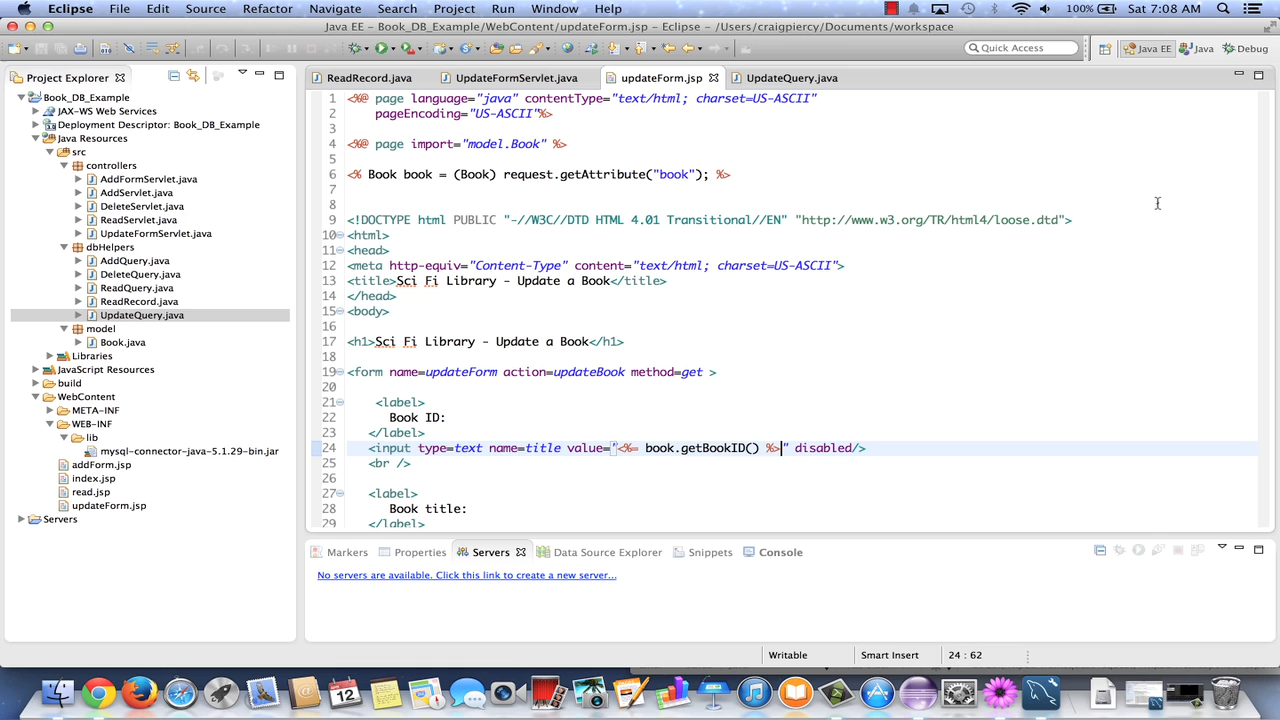 Eclipse File Edit Source Refactor Navigate Search Project Run Window Help 100% Sat 7:08 AM
Java EE - Book_DB_Example/WebContent/updateForm.jsp - Eclipse - /Users/craigpiercy/Documents/workspace
Quick Access Java EE Java Debug
Project Explorer
Book_DB_Example
JAX-WS Web Services
Deployment Descriptor: Book_DB_Example
Java Resources
src
controllers
AddFormServlet.java
AddServlet.java
DeleteServlet.java
ReadServlet.java
UpdateFormServlet.java
dbHelpers
AddQuery.java
DeleteQuery.java
ReadQuery.java
ReadRecord.java
UpdateQuery.java
model
Book.java
Libraries
JavaScript Resources
build
WebContent
META-INF
WEB-INF
lib
mysql-connector-java-5.1.29-bin.jar
addForm.jsp
index.jsp
read.jsp
updateForm.jsp
Servers
ReadRecord.java UpdateFormServlet.java updateForm.jsp UpdateQuery.java
1 <%@ page language="java" contentType="text/html; charset=US-ASCII"
2 pageEncoding="US-ASCII"%>
3
4 <%@ page import="model.Book" %>
5
6 <% Book book = (Book) request.getAttribute("book"); %>
7
8
9 <!DOCTYPE html PUBLIC "-//W3C//DTD HTML 4.01 Transitional//EN" "http://www.w3.org/TR/html4/loose.dtd">
10 <html>
11 <head>
12 <meta http-equiv="Content-Type" content="text/html; charset=US-ASCII">
13 <title>Sci Fi Library - Update a Book</title>
14 </head>
15 <body>
16
17 <h1>Sci Fi Library - Update a Book</h1>
18
19 <form name=updateForm action=updateBook method=get >
20
21 <label>
22 Book ID:
23 </label>
24 <input type=text name=title value="<%= book.getBookID() %>" disabled/>
25 <br />
26
27 <label>
28 Book title:
29 </label>
Markers Properties Servers Data Source Explorer Snippets Console
No servers are available. Click this link to create a new server...
Writable Smart Insert 24 : 62
12